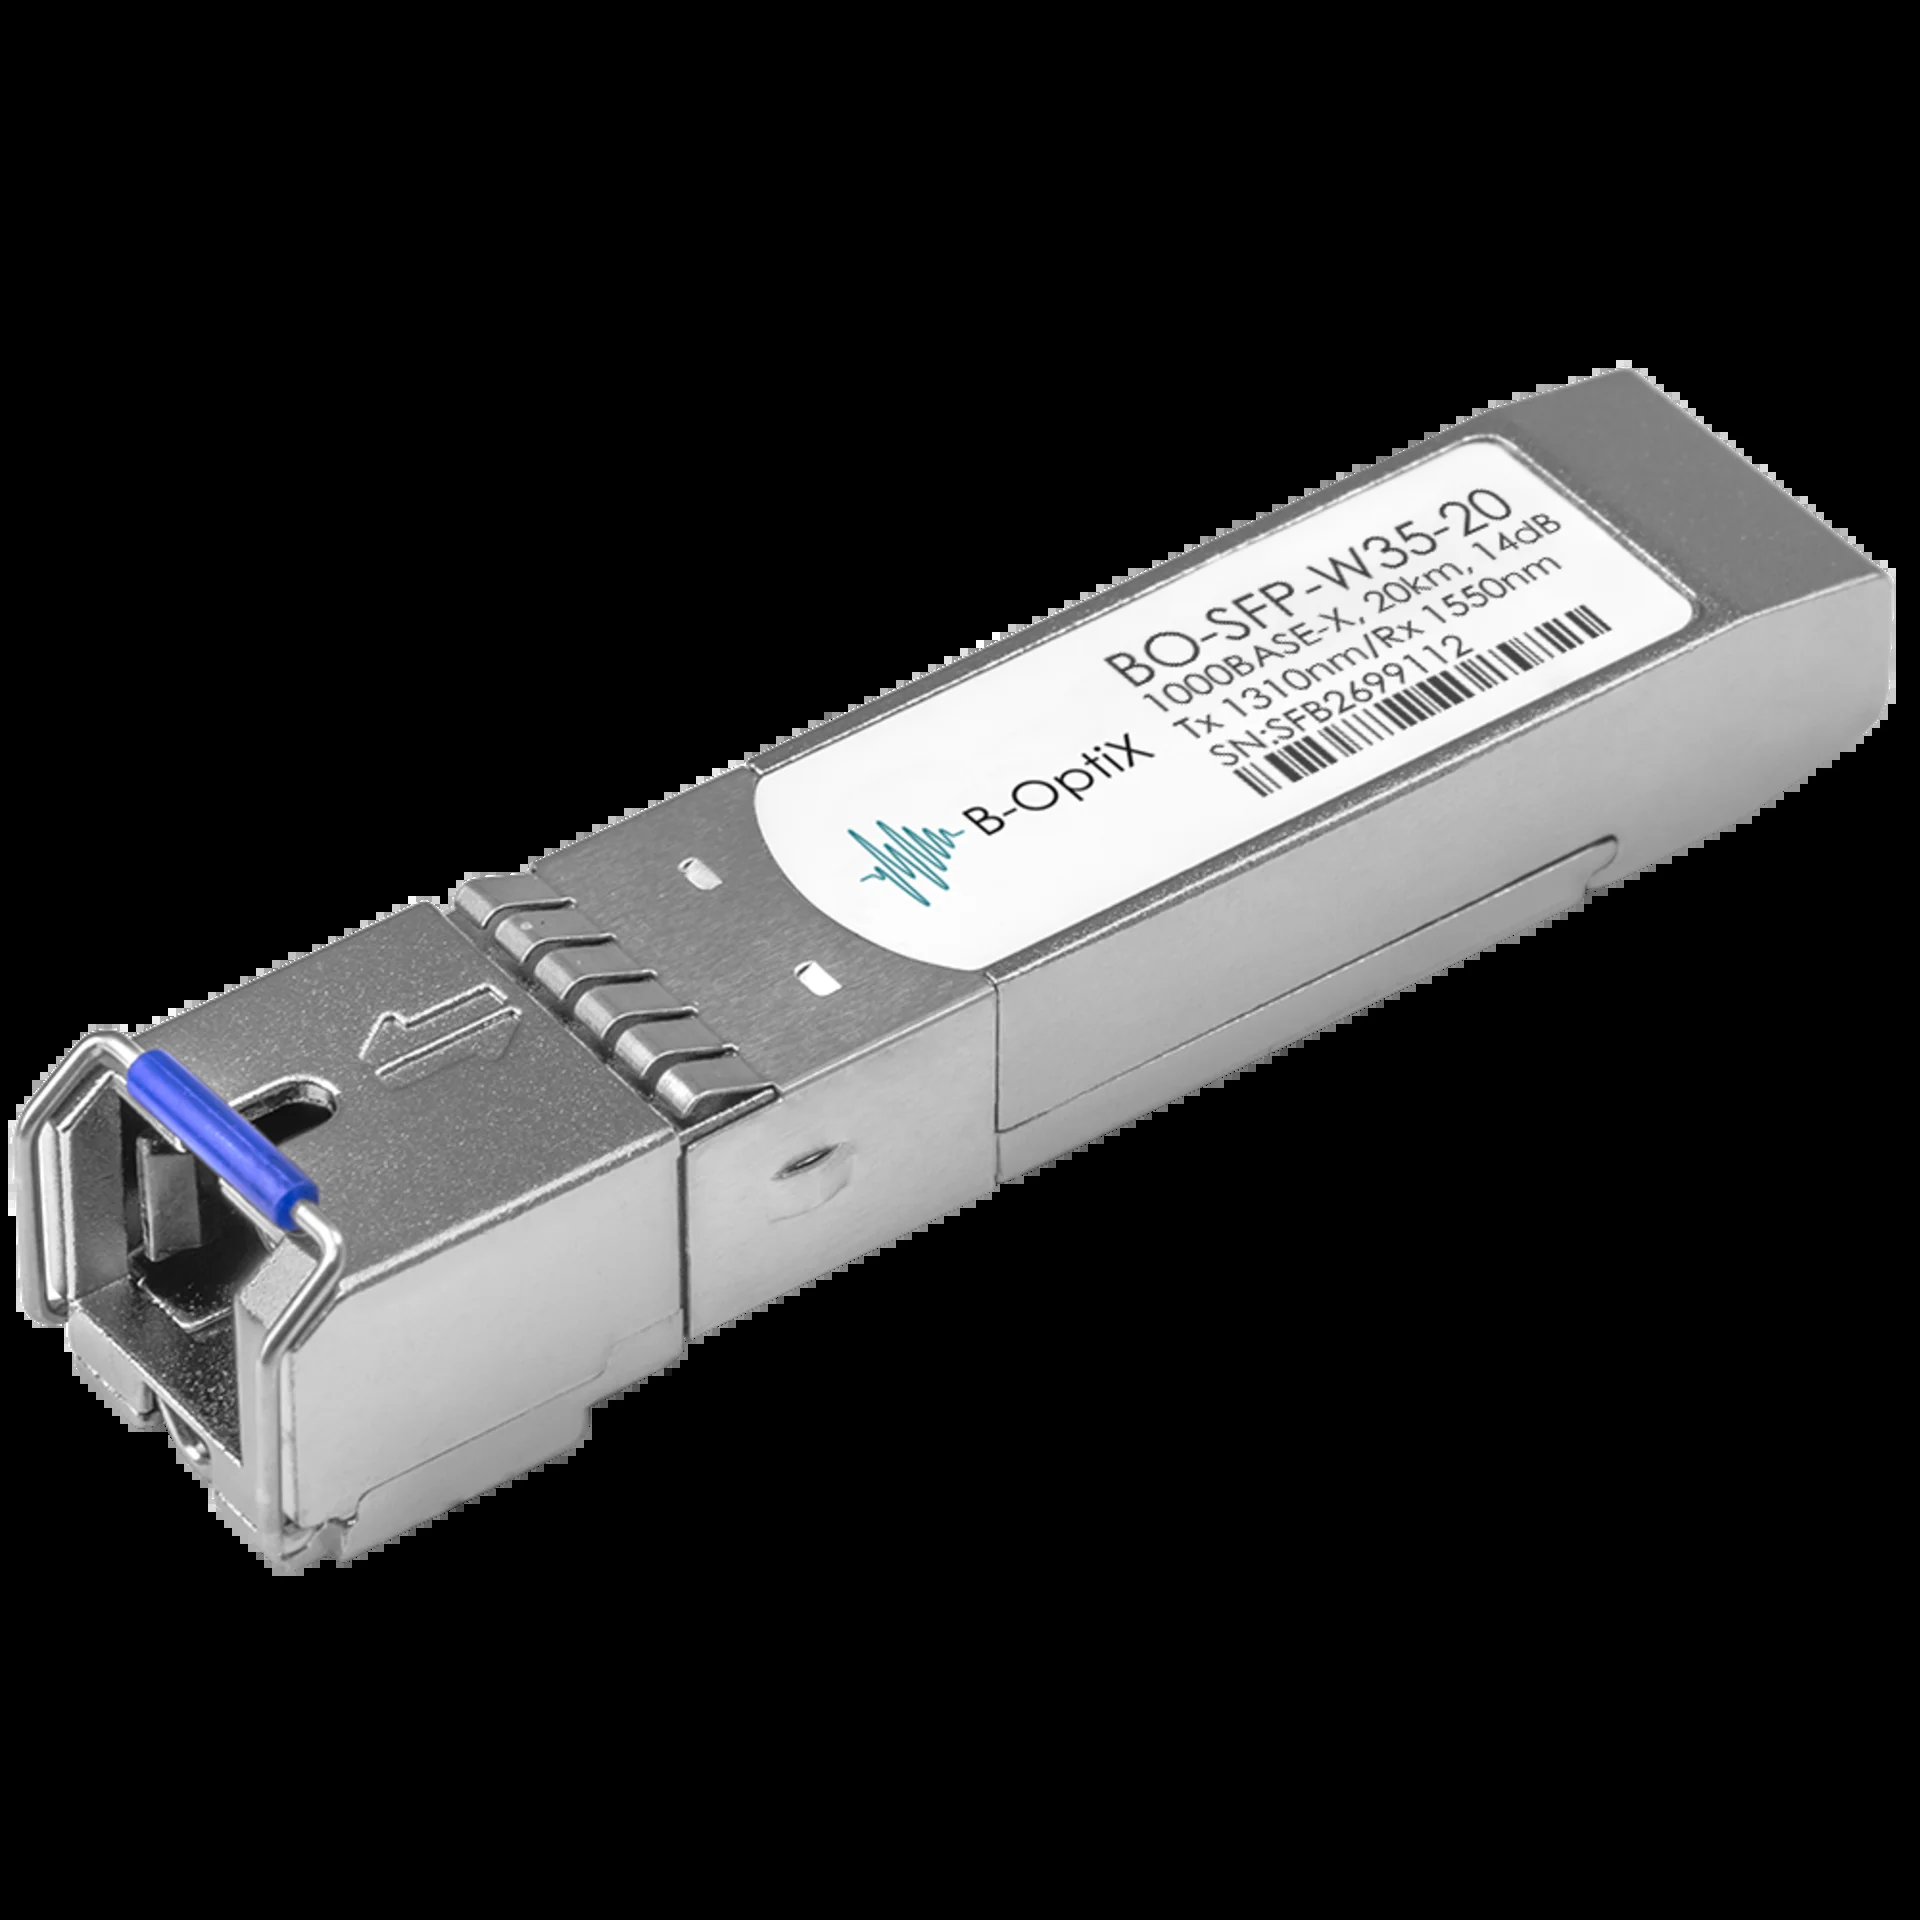 B-OptiX
BO-SFP-W35-20
1000BASE-X, 20km, 14dB
Tx 1310nm/Rx 1550nm
SN:SFB2699112